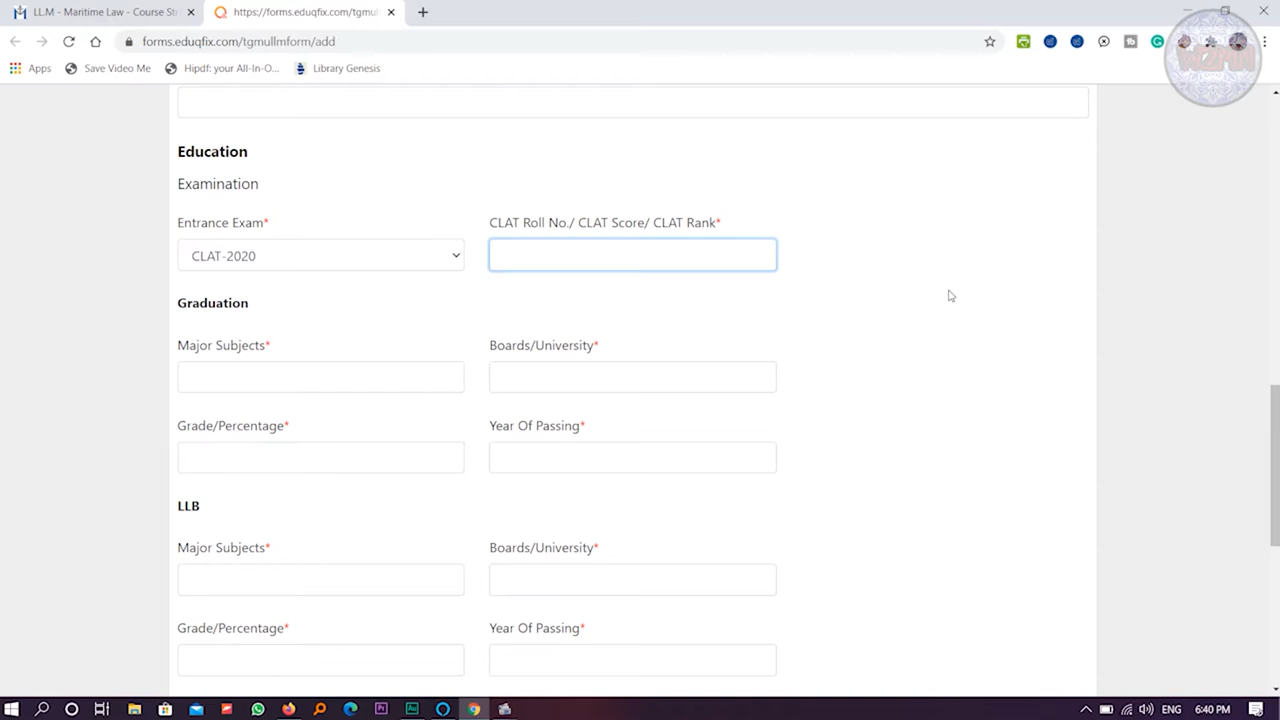 LLM - Maritime Law - Course St
https://forms.eduqfix.com/tgmul
forms.eduqfix.com/tgmullmform/add
Apps
Save Video Me
Hipdf: your All-In-O...
Library Genesis
Education
Examination
Entrance Exam*
CLAT Roll No./ CLAT Score/ CLAT Rank*
CLAT-2020
Graduation
Major Subjects*
Boards/University*
Grade/Percentage*
Year Of Passing*
LLB
Major Subjects*
Boards/University*
Grade/Percentage*
Year Of Passing*
ENG
6:40 PM